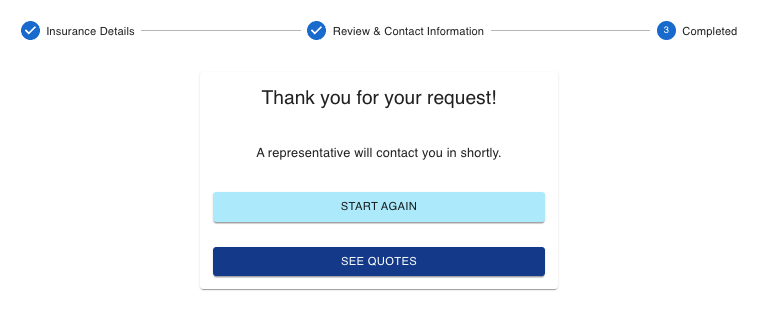 Insurance Details
Review & Contact Information
3 Completed
Thank you for your request!
A representative will contact you in shortly.
START AGAIN
SEE QUOTES